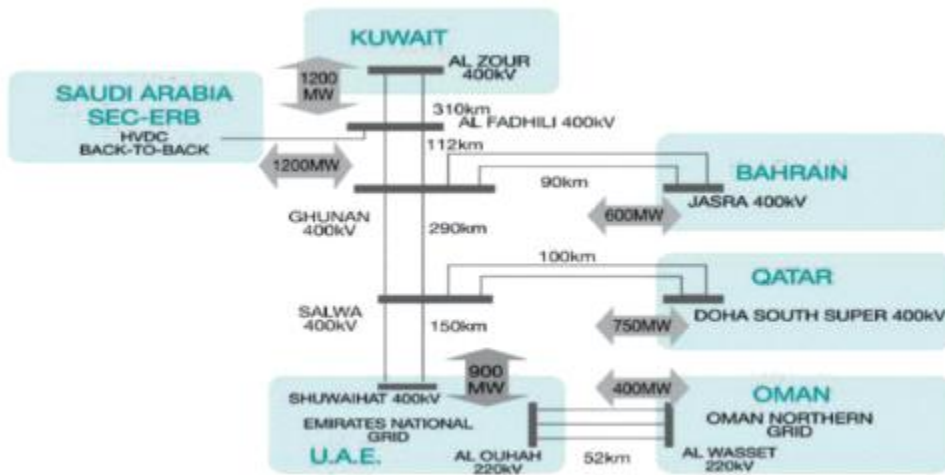 KUWAIT
AL ZOUR
400kV
1200
MW
SAUDI ARABIA
SEC-ERB
HVDC
BACK-TO-BACK
310km
AL FADHILI 400kV
112km
1200MW
90km
BAHRAIN
JASRA 400kV
600MW
GHUNAN
400kV
290km
100km
QATAR
DOHA SOUTH SUPER 400kV
SALWA
400kV
150km
750MW
900
MW
400MW
SHUWAIHAT 400kV
EMIRATES NATIONAL
GRID
U.A.E.
AL OUHAH
220kV
52km
OMAN
OMAN NORTHERN
GRID
AL WASSET
220kV